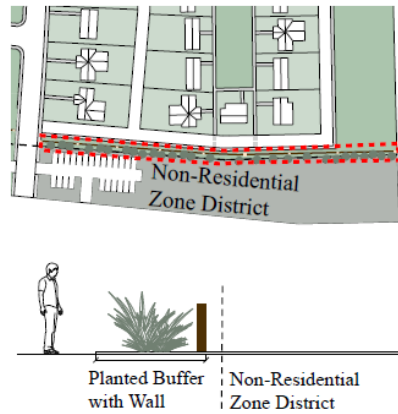 Non-Residential
Zone District
Planted Buffer
with Wall
Non-Residential
Zone District